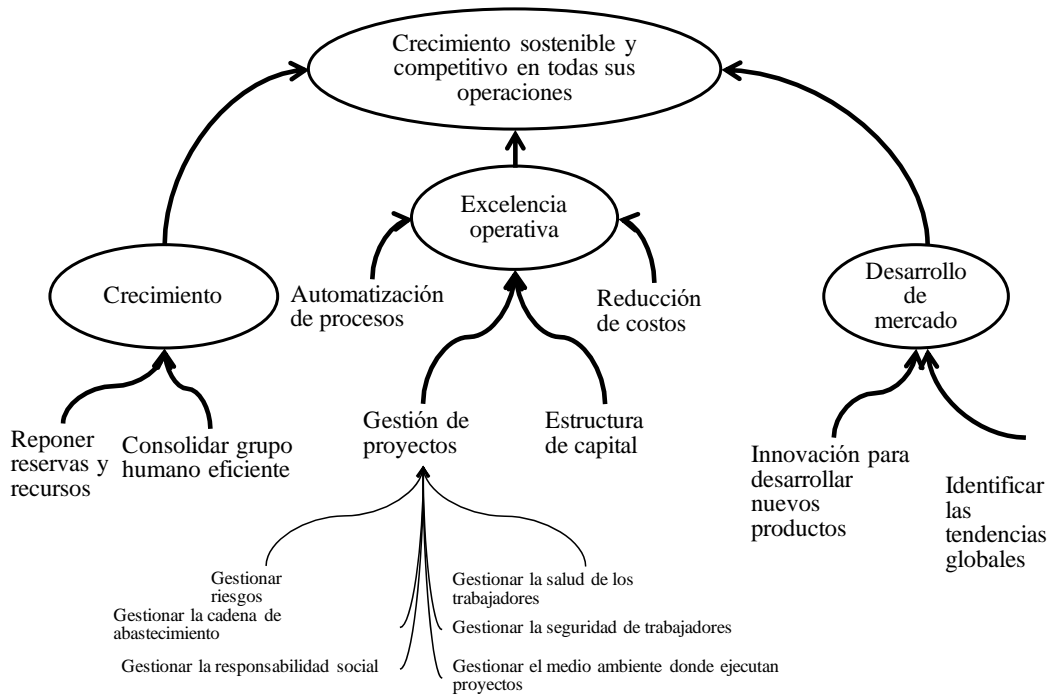 Crecimiento sostenible y
competitivo en todas sus
operaciones
Excelencia
operativa
Crecimiento
Automatización
de procesos
Reducción
de costos
Desarrollo
de
mercado
Reponer
reservas y
recursos
Consolidar grupo
humano eficiente
Gestión de
proyectos
Estructura
de capital
Innovación para
desarrollar
nuevos
productos
Identificar
las
tendencias
globales
Gestionar
riesgos
Gestionar la cadena de
abastecimiento
Gestionar la responsabilidad social
Gestionar la salud de los
trabajadores
Gestionar la seguridad de trabajadores
Gestionar el medio ambiente donde ejecutan
proyectos